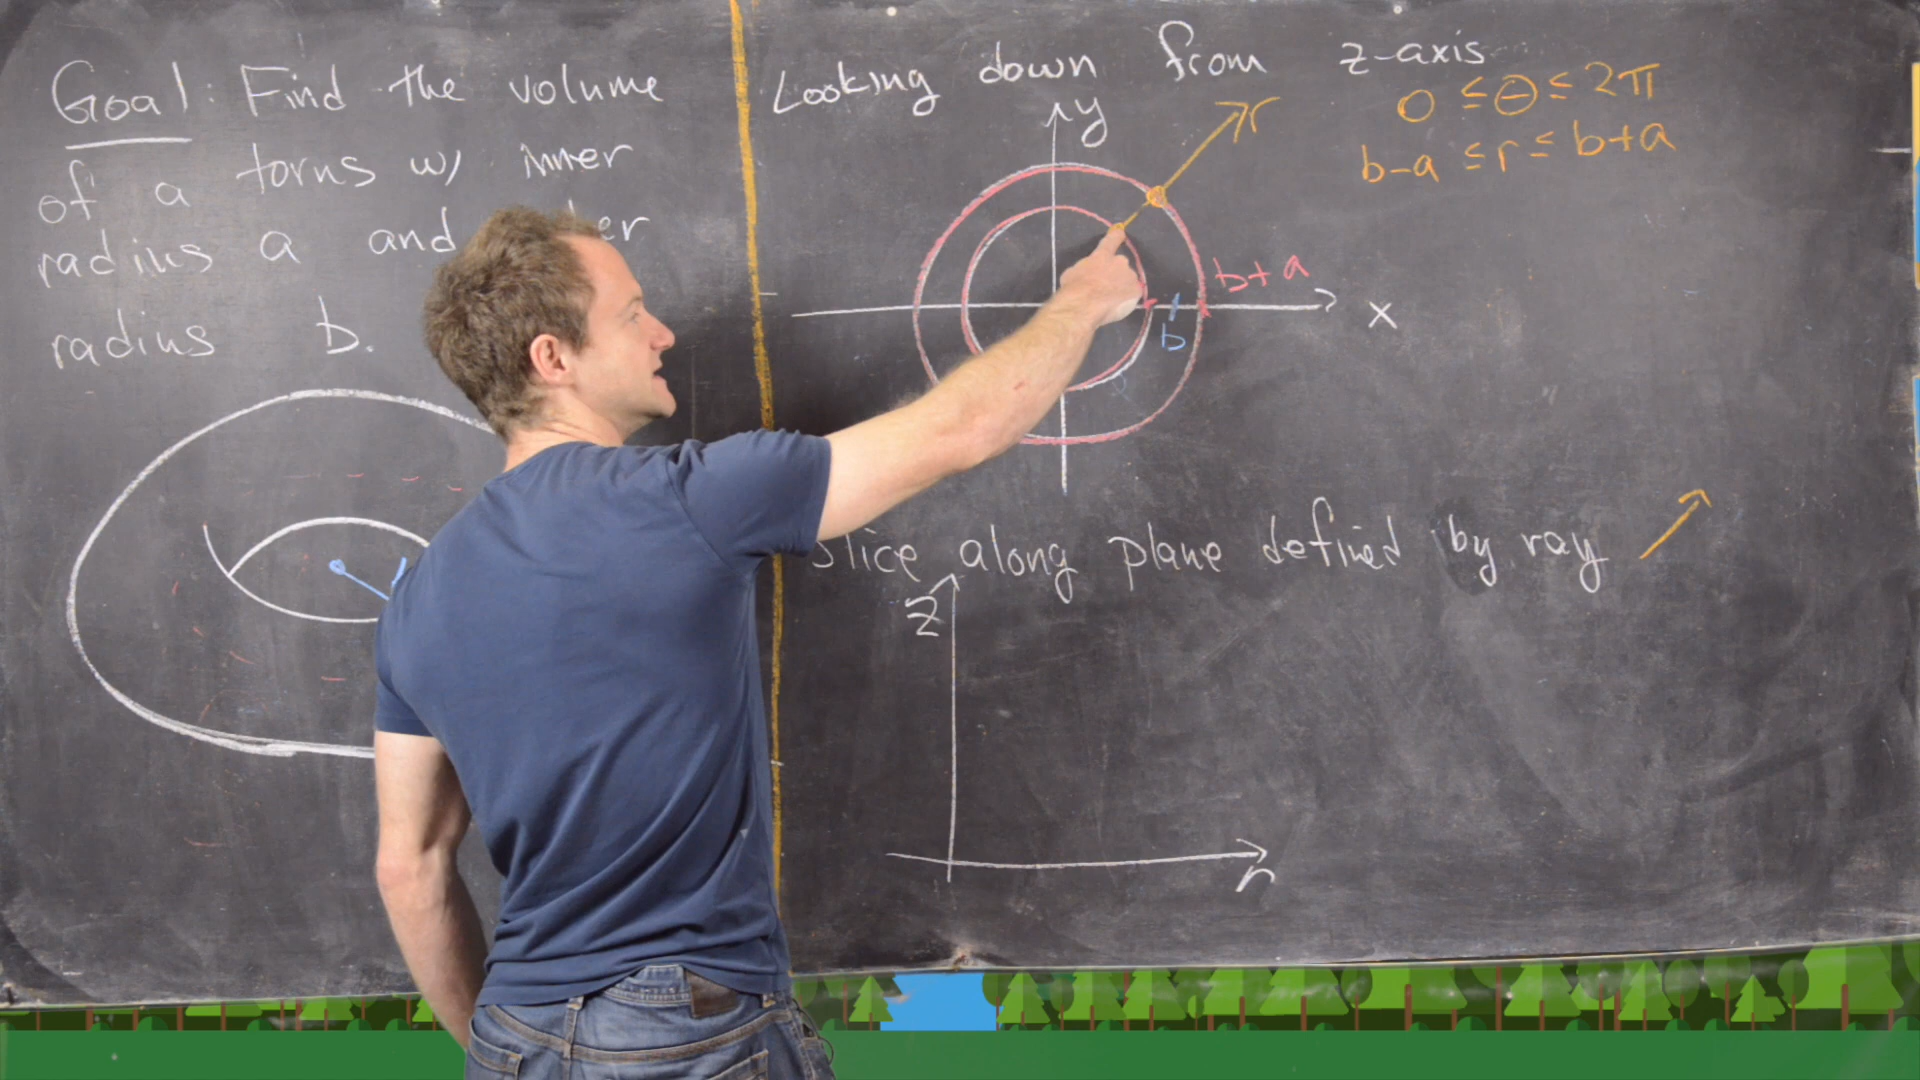 Goal: Find the volume
of a torus w/ inner
radius a and
radius b.
Looking down from z-axis
0 ≤ θ ≤ 2π
b-a ≤ r ≤ b+a
y
r
b+a
x
b
Slice along plane defined by ray
z
r